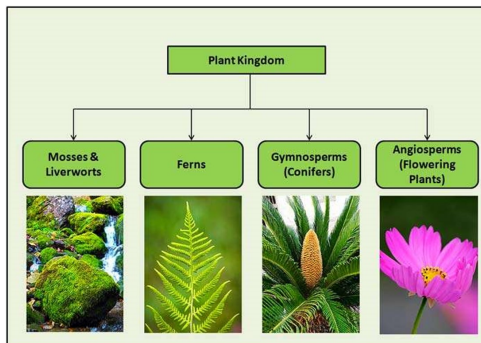 Plant Kingdom
Mosses &
Liverworts
Ferns
Gymnosperms
(Conifers)
Angiosperms
(Flowering
Plants)